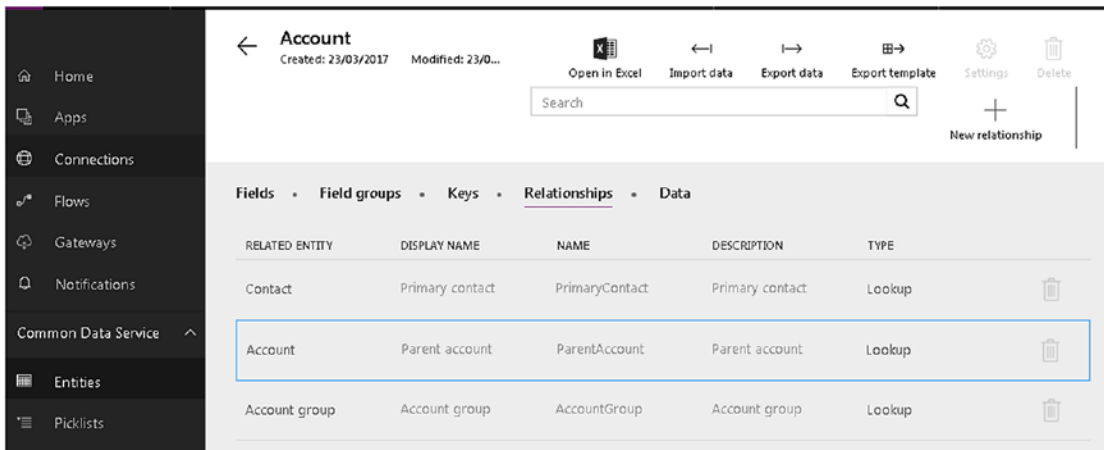 Home
Apps
Connections
Flows
Gateways
Notifications
Common Data Service
Entities
Picklists
Account
Created: 23/03/2017 Modified: 23/0...
Open in Excel Import data Export data Export template Settings Delete
Search
New relationship
Fields • Field groups • Keys • Relationships • Data
RELATED ENTITY DISPLAY NAME NAME DESCRIPTION TYPE
Contact Primary contact PrimaryContact Primary contact Lookup
Account Parent account ParentAccount Parent account Lookup
Account group Account group AccountGroup Account group Lookup